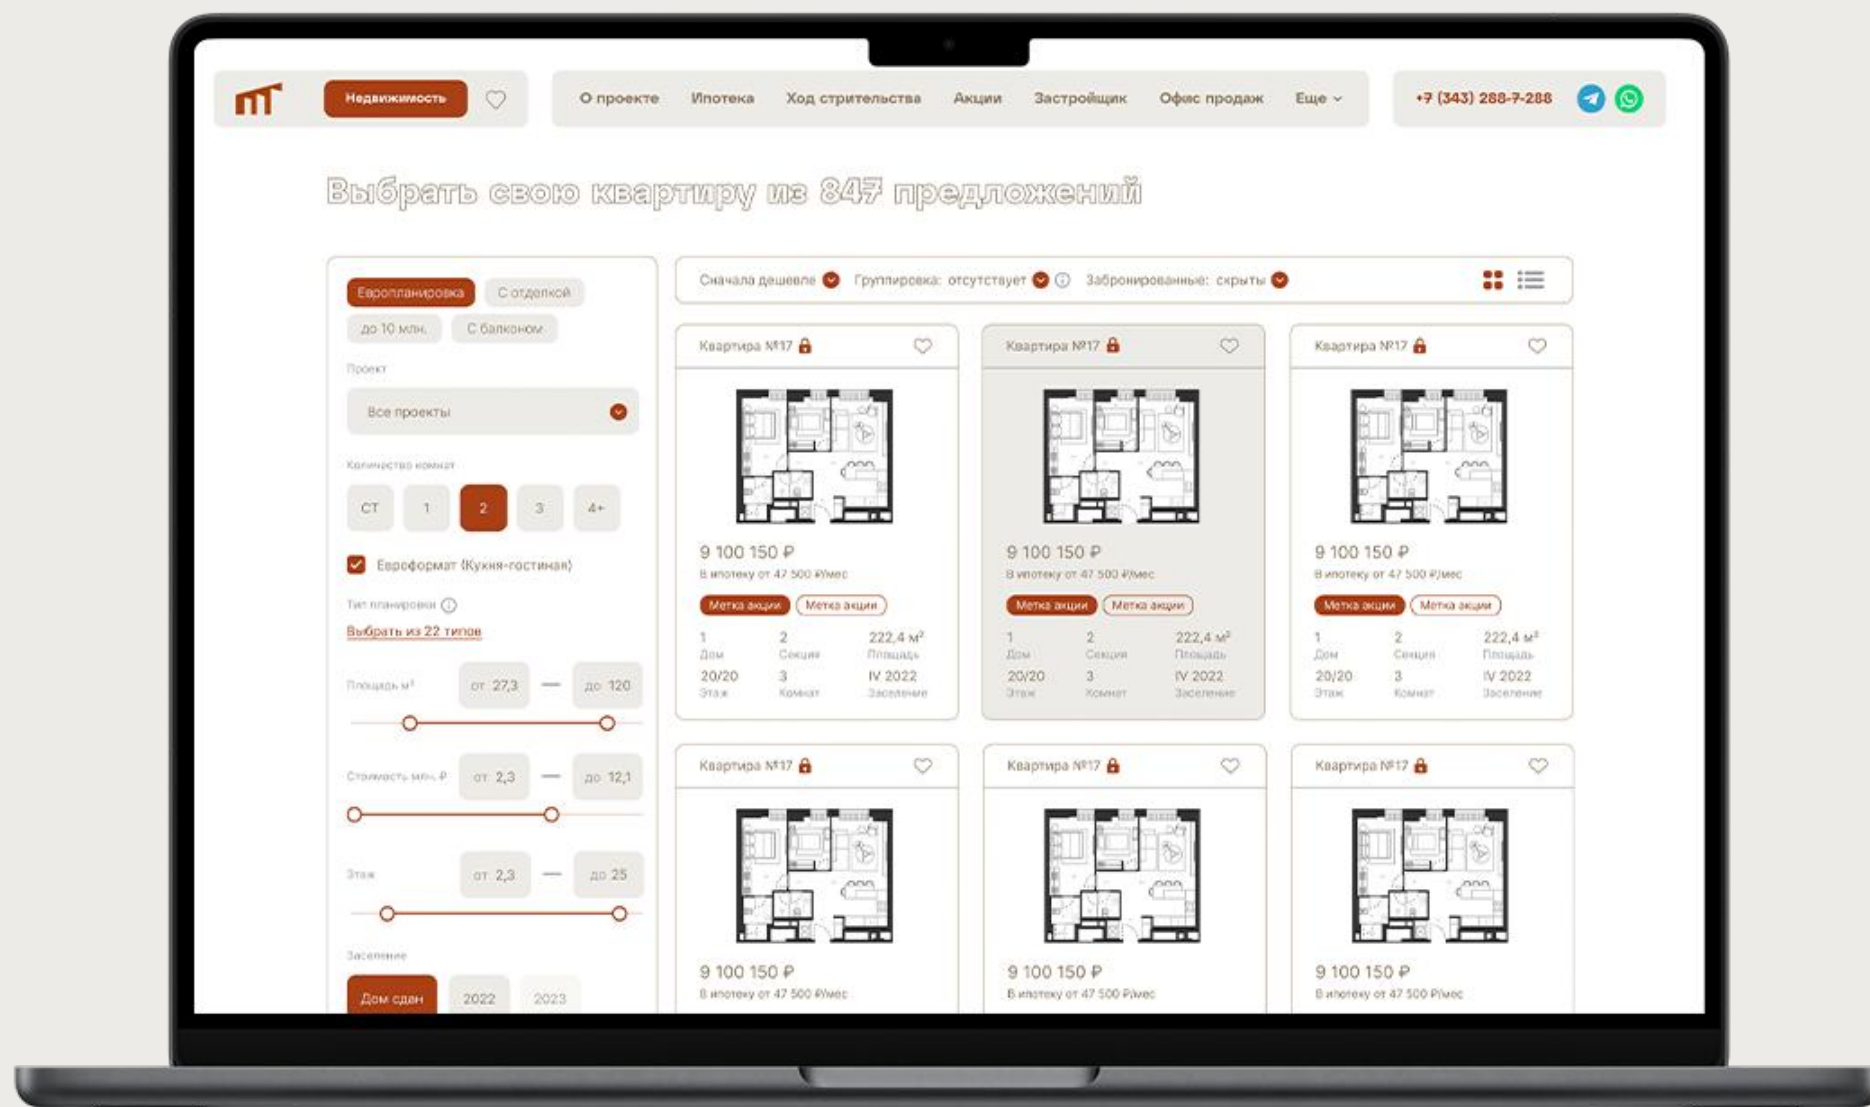 Недвижимость
О проекте Ипотека Ход стрительства Акции Застройщик Офис продаж Еще
+7 (343) 288-7-288
Выбрать свою квартиру из 847 предложений
Европланировка С отделкой
до 10 млн. С балконом
Проект
Все проекты
Количество комнат
СТ 1 2 3 4+
Евроформат (Кухня-гостиная)
Тип планировки
Выбрать из 22 типов
Площадь м² от 27,3 — до 120
Стоимость млн. ₽ от 2,3 — до 12,1
Этаж от 2,3 — до 25
Заселение
Дом сдан 2022 2023
Сначала дешевле Группировка: отсутствует Забронированные: скрыты
Квартира №17
9 100 150 ₽
В ипотеку от 47 500 ₽/мес
Метка акции Метка акции
1 2 222,4 м²
Дом Секция Площадь
20/20 3 IV 2022
Этаж Комнат Заселение
Квартира №17
9 100 150 ₽
В ипотеку от 47 500 ₽/мес
Метка акции Метка акции
1 2 222,4 м²
Дом Секция Площадь
20/20 3 IV 2022
Этаж Комнат Заселение
Квартира №17
9 100 150 ₽
В ипотеку от 47 500 ₽/мес
Метка акции Метка акции
1 2 222,4 м²
Дом Секция Площадь
20/20 3 IV 2022
Этаж Комнат Заселение
Квартира №17
9 100 150 ₽
В ипотеку от 47 500 ₽/мес
Квартира №17
9 100 150 ₽
В ипотеку от 47 500 ₽/мес
Квартира №17
9 100 150 ₽
В ипотеку от 47 500 ₽/мес